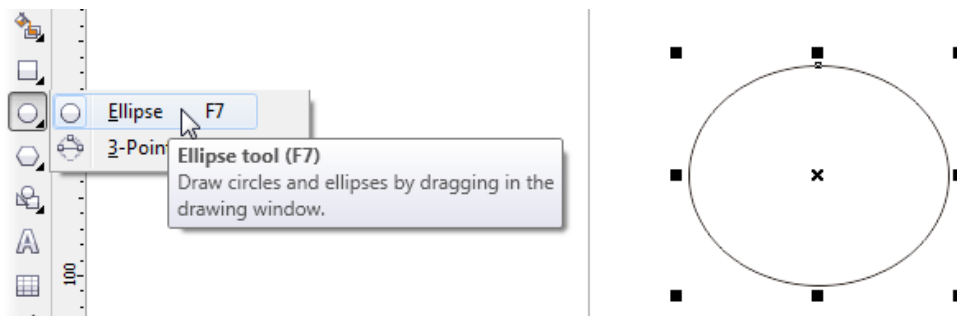 Ellipse F7
3-Point
Ellipse tool (F7)
Draw circles and ellipses by dragging in the
drawing window.
100